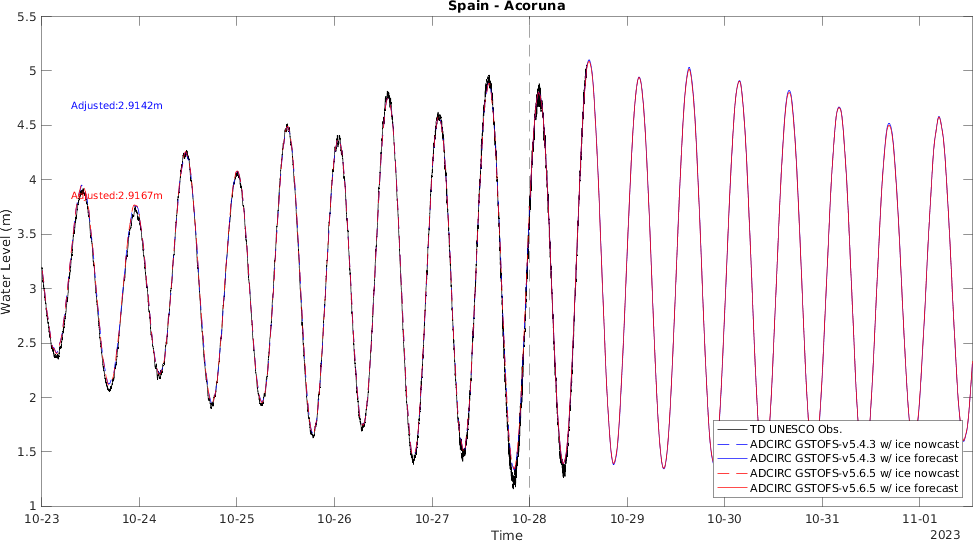 Spain - Acoruna
5.5
5
4.5
4
3.5
3
2.5
2
1.5
1
Water Level (m)
Adjusted:2.9142m
Adjusted:2.9167m
TD UNESCO Obs.
ADCIRC GSTOFS-v5.4.3 w/ ice nowcast
ADCIRC GSTOFS-v5.4.3 w/ ice forecast
ADCIRC GSTOFS-v5.6.5 w/ ice nowcast
ADCIRC GSTOFS-v5.6.5 w/ ice forecast
10-23 10-24 10-25 10-26 10-27 10-28 10-29 10-30 10-31 11-01
Time
2023